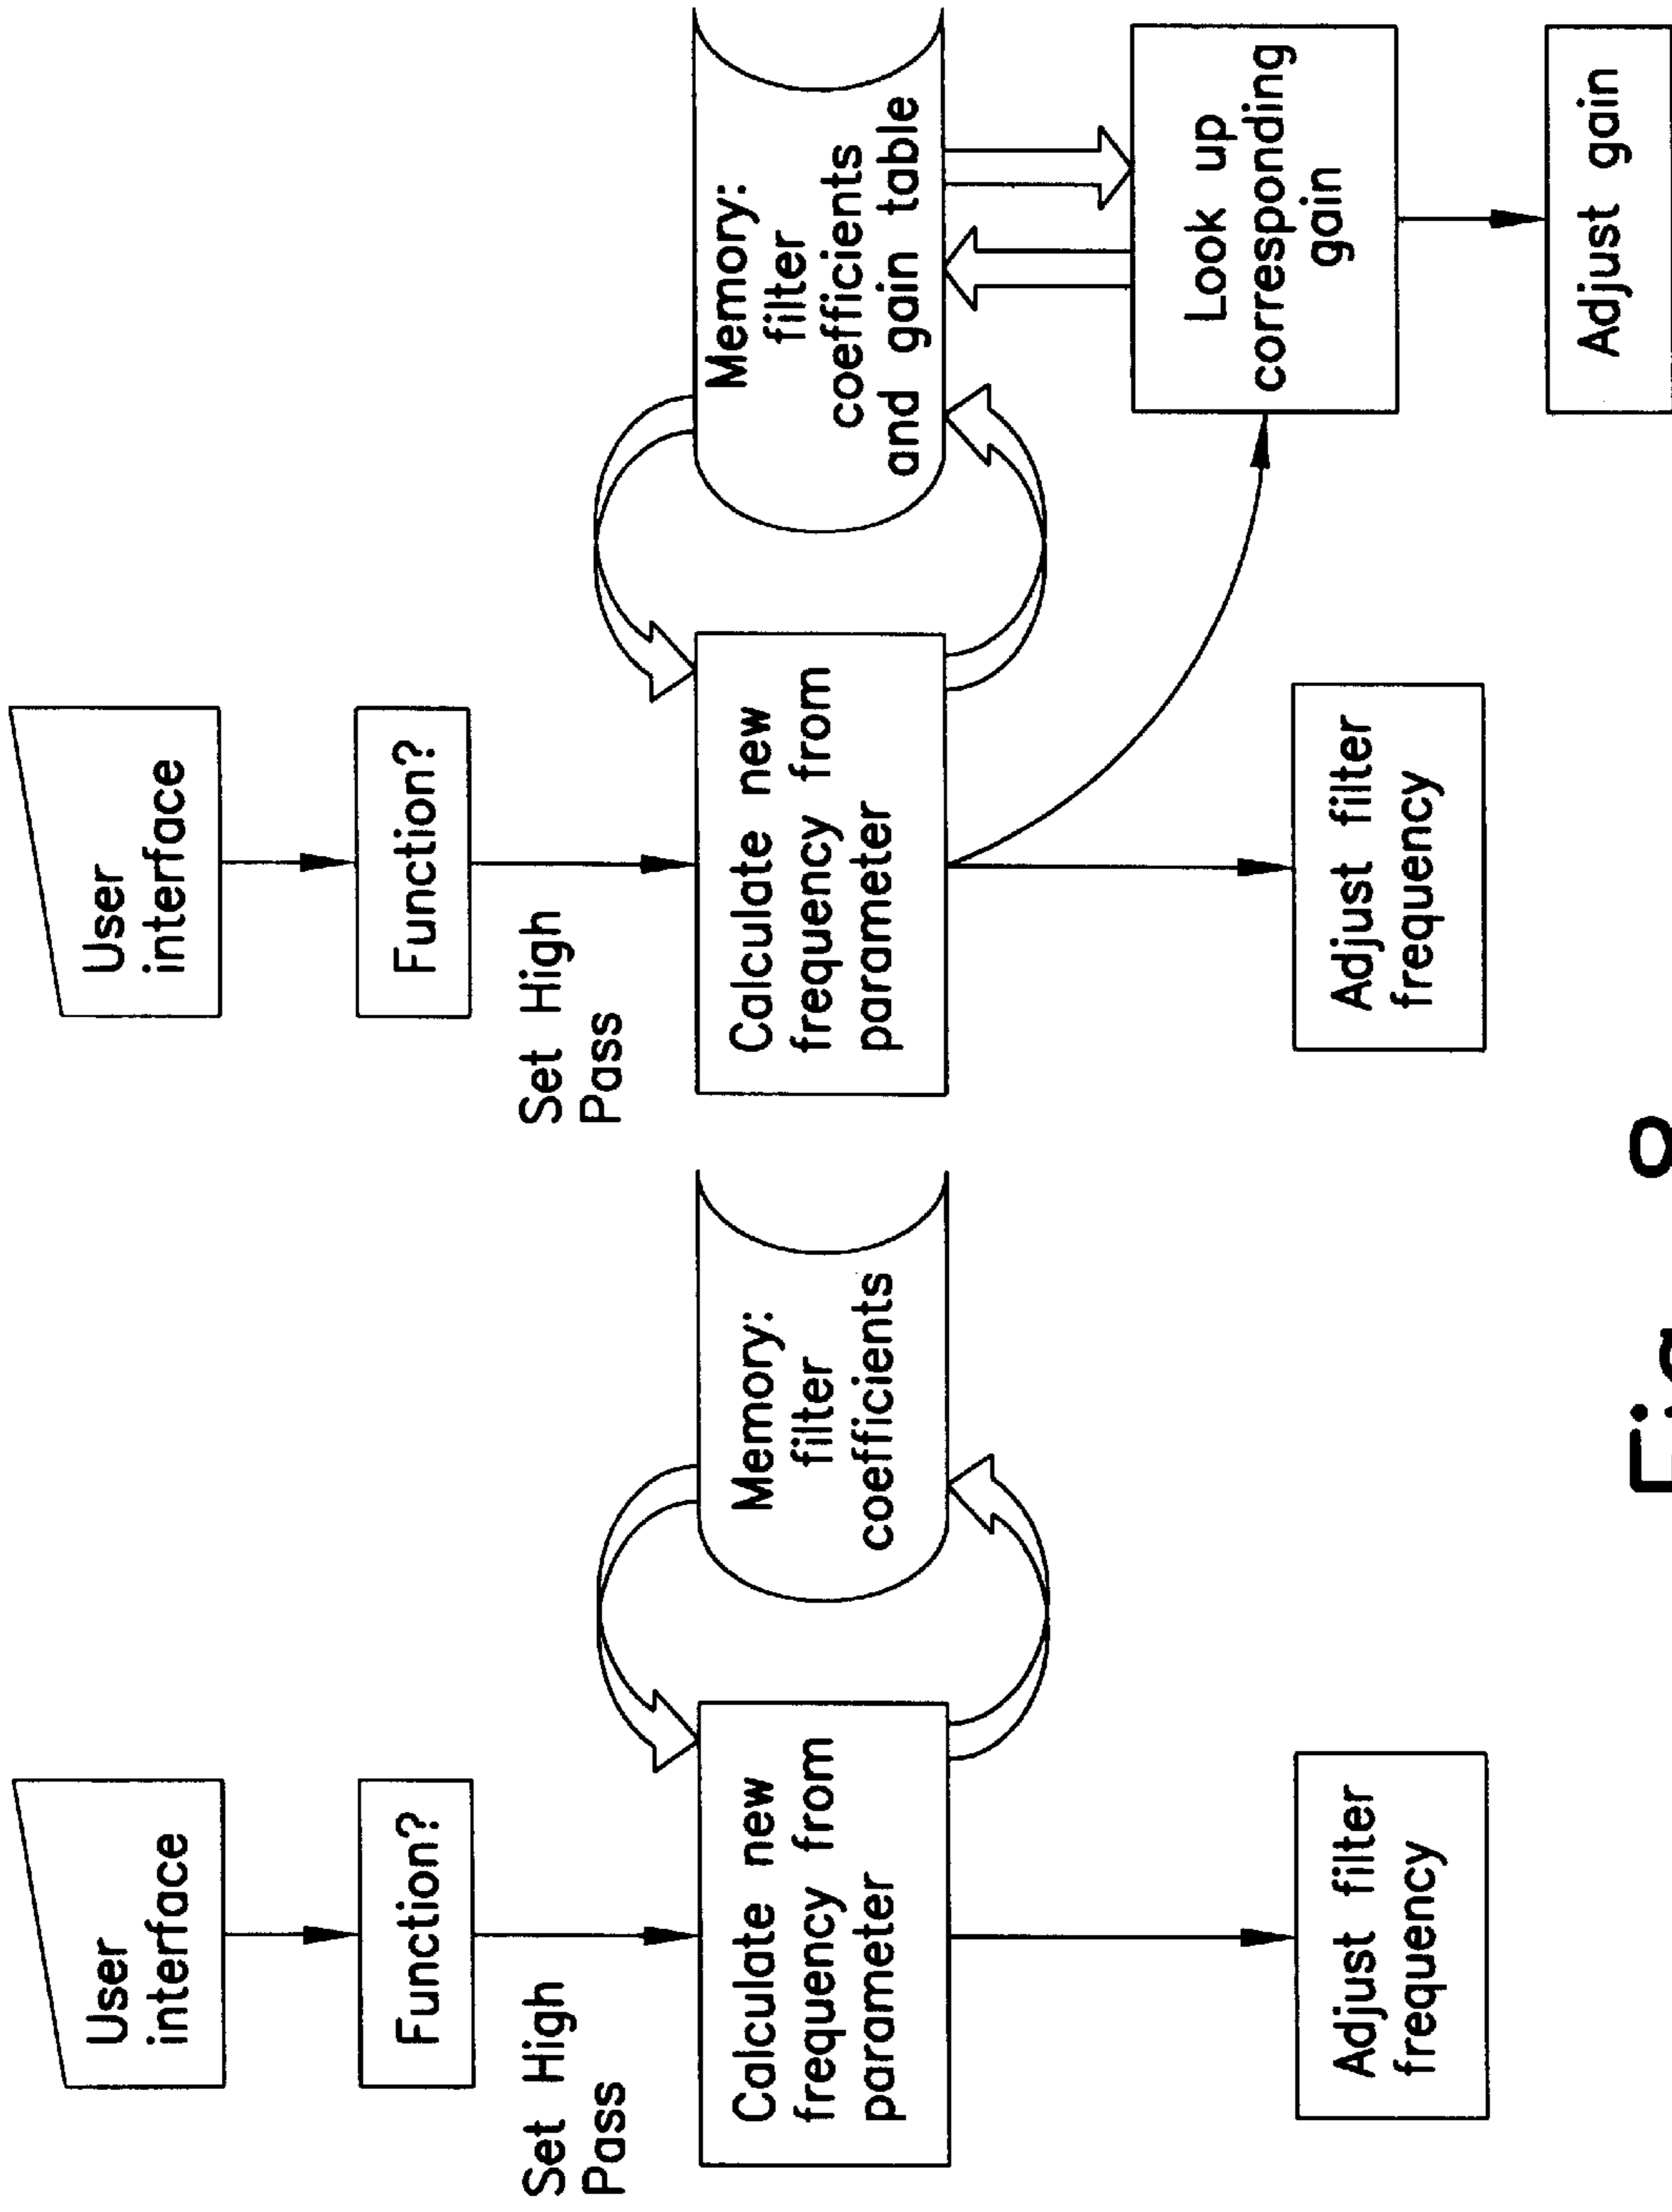 User
interface
Function?
Set High
Pass
Calculate new
frequency from
parameter
Memory:
filter
coefficients
Adjust filter
frequency
User
interface
Function?
Set High
Pass
Calculate new
frequency from
parameter
Memory:
filter
coefficients
and gain table
Look up
corresponding
gain
Adjust filter
frequency
Adjust gain
Fig